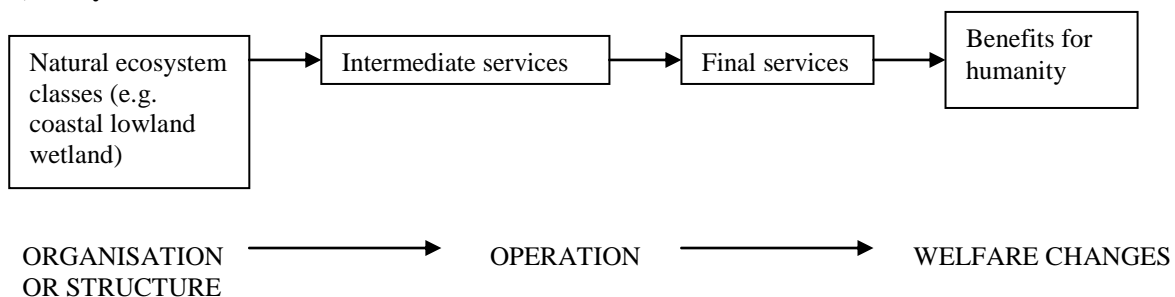 Natural ecosystem
classes (e.g.
coastal lowland
wetland)
Intermediate services
Final services
Benefits for
humanity
ORGANISATION
OR STRUCTURE
OPERATION
WELFARE CHANGES